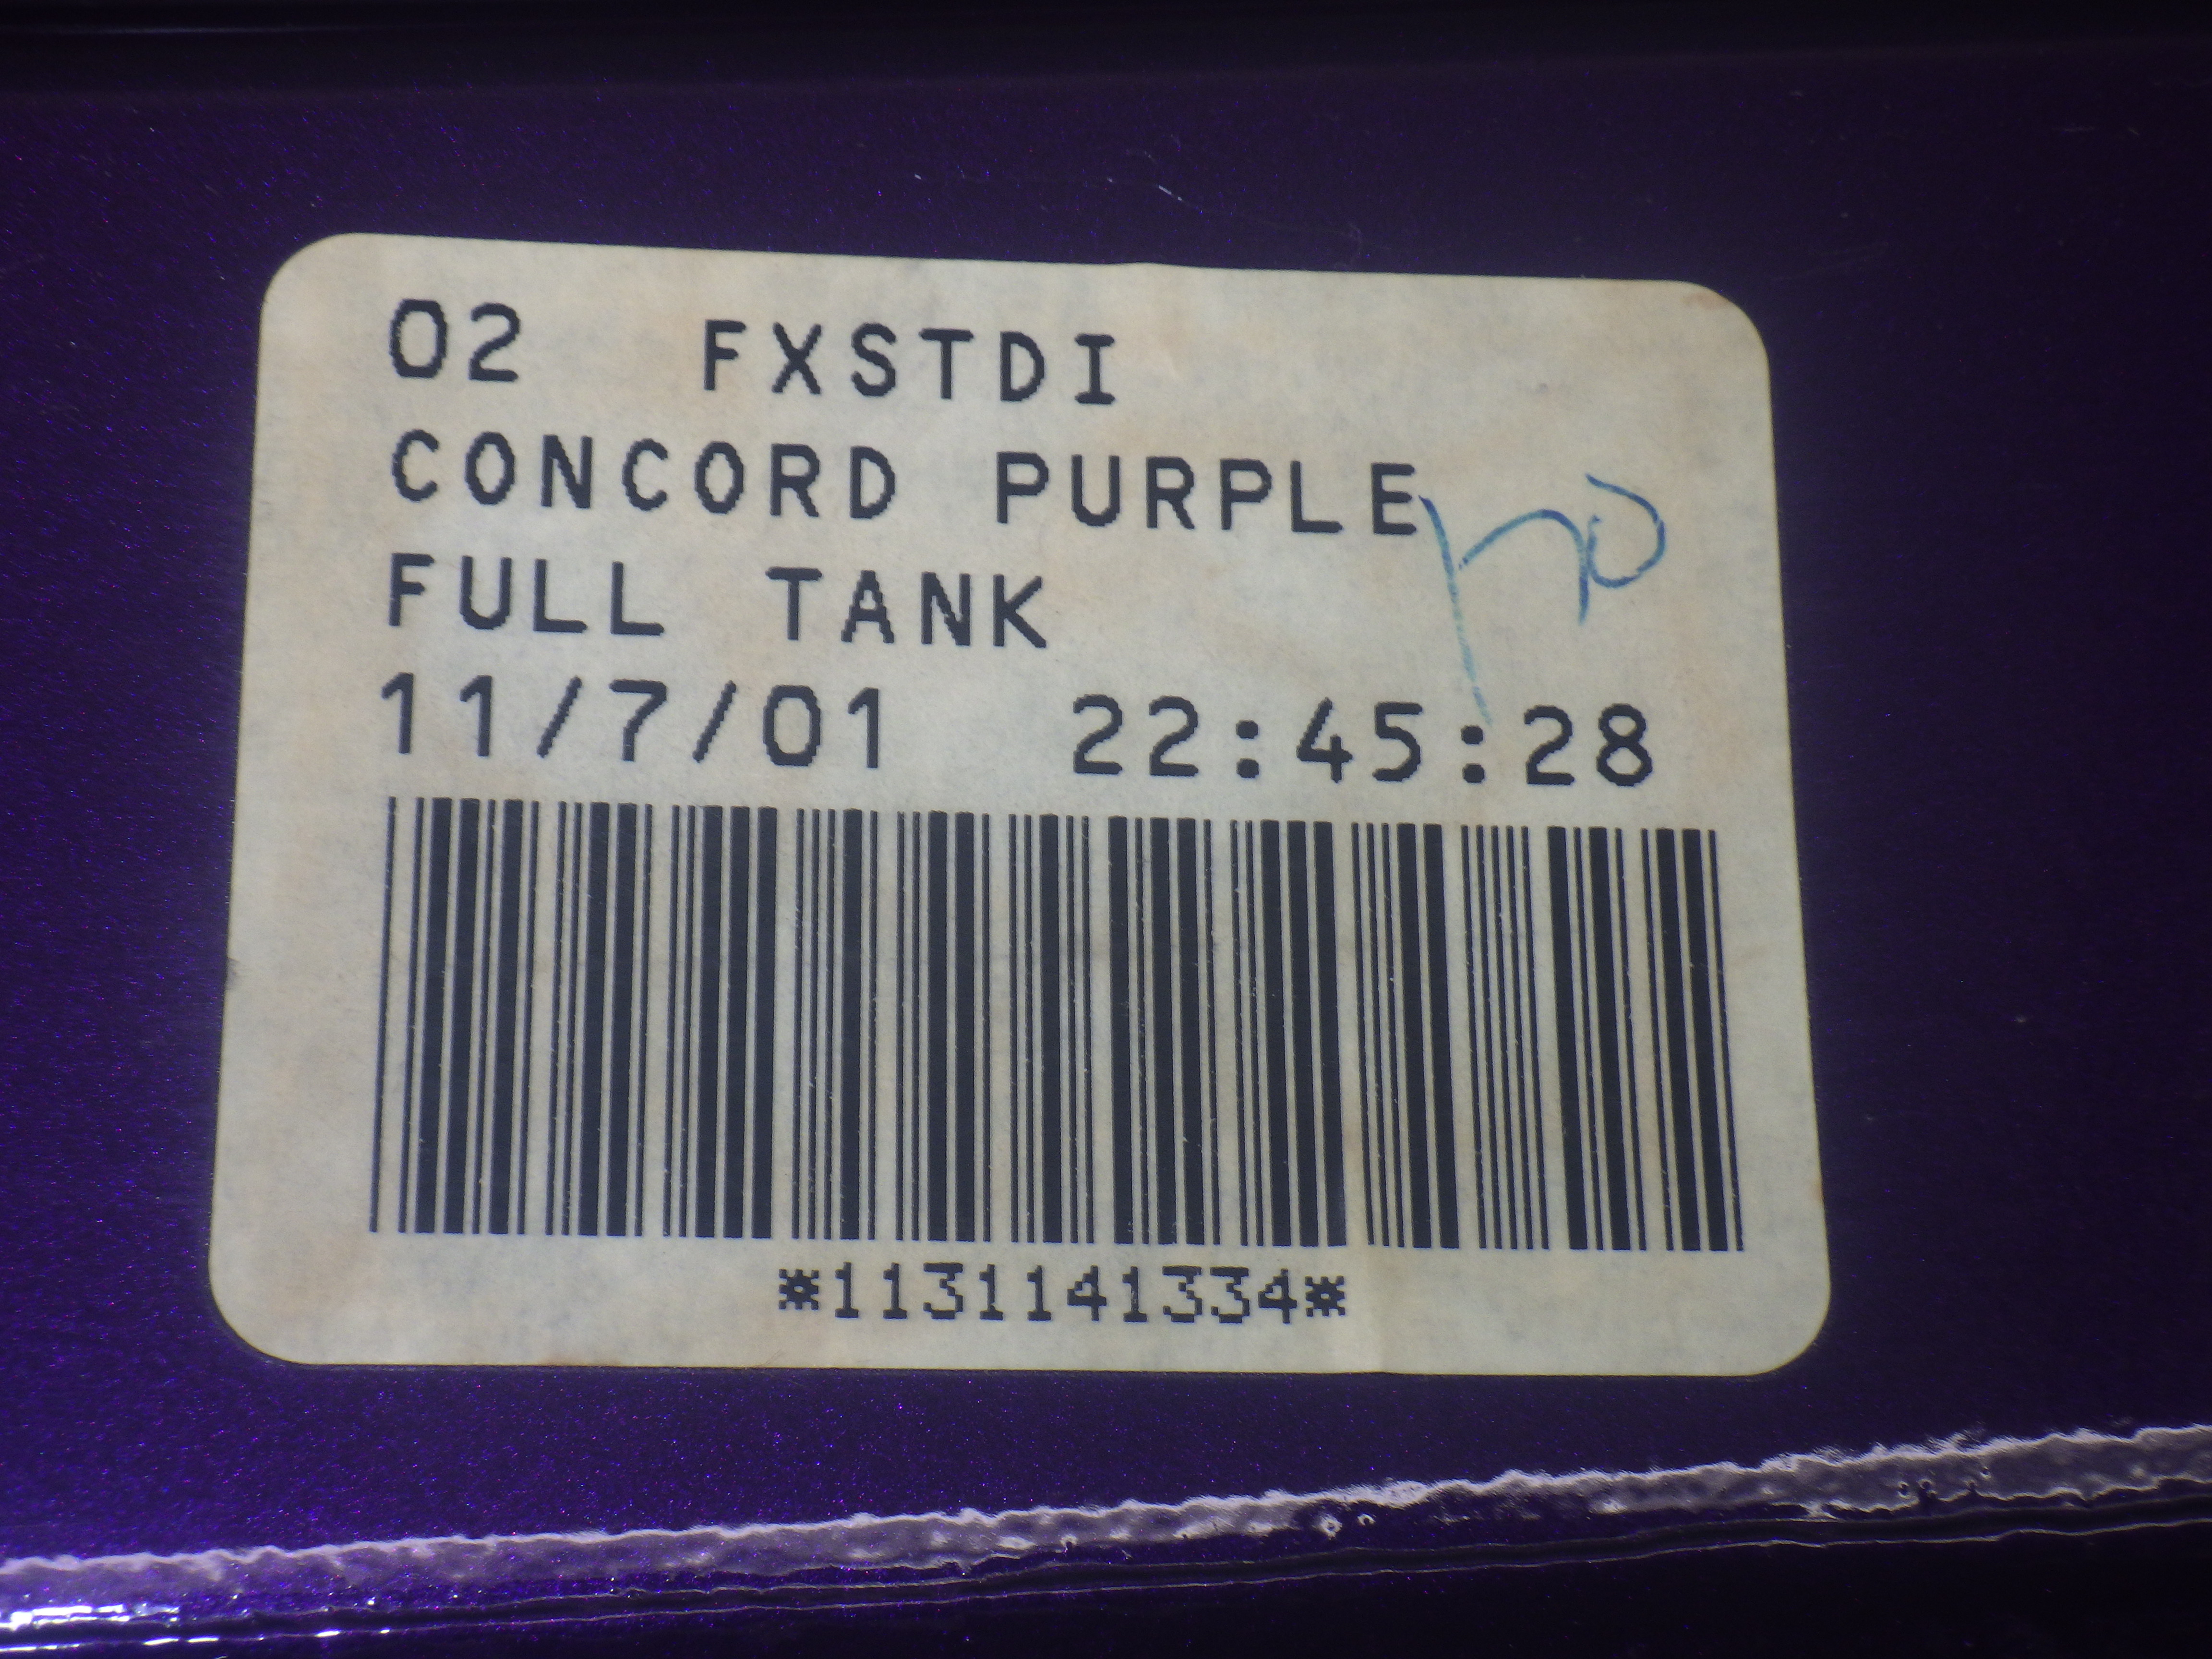 02 FXSTDI
CONCORD PURPLE
FULL TANK
11/7/01 22:45:28
*1131141334*